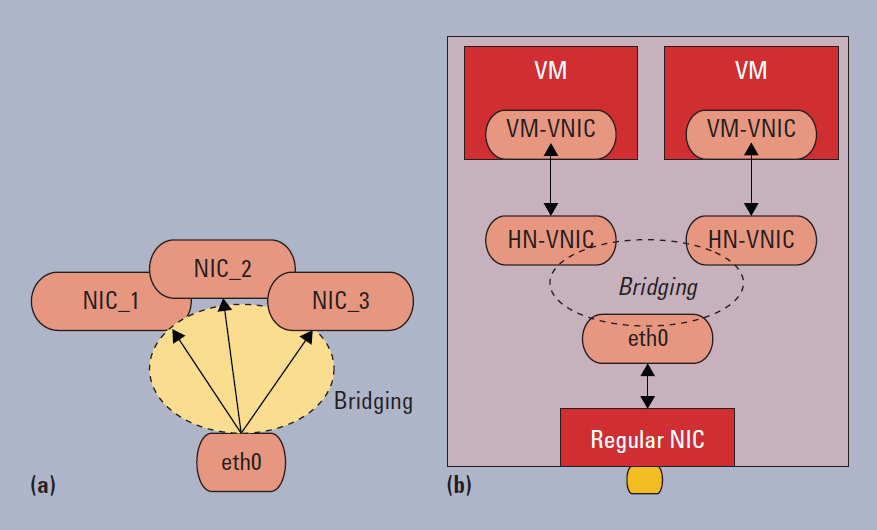 NIC_1
NIC_2
NIC_3
Bridging
eth0
(a)
VM
VM
VM-VNIC
VM-VNIC
HN-VNIC
HN-VNIC
Bridging
eth0
Regular NIC
(b)